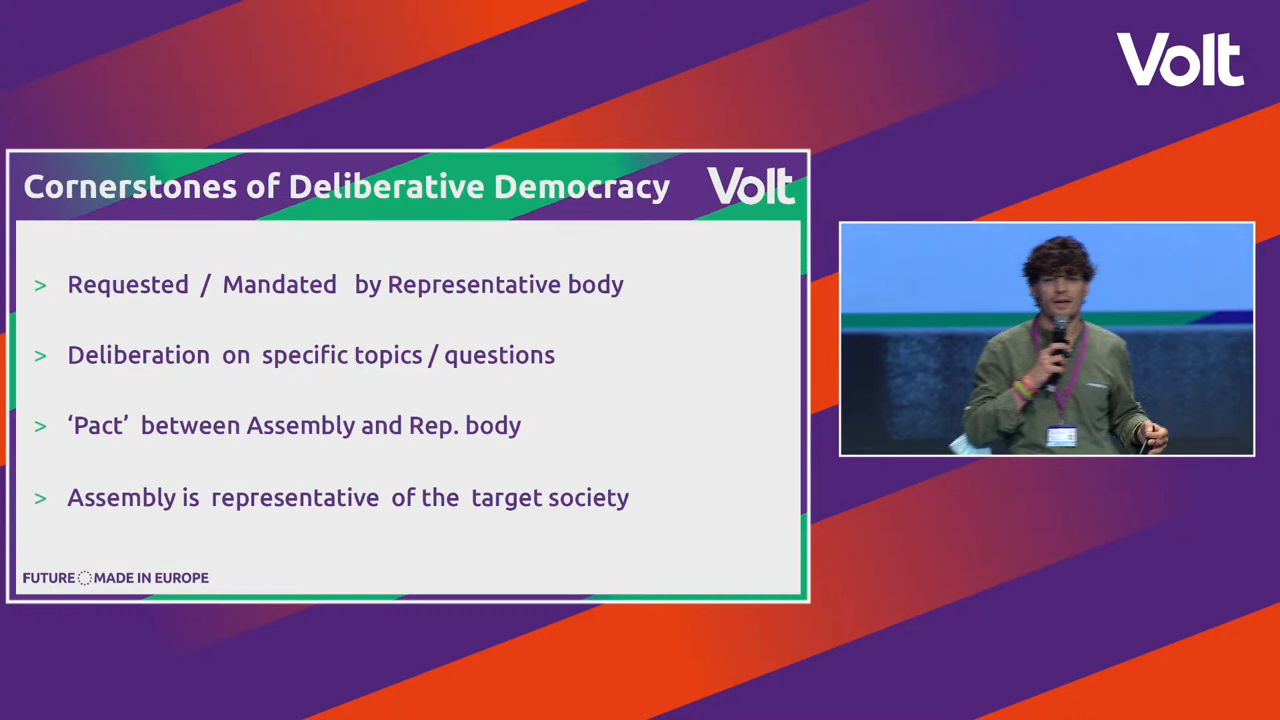 Volt
Cornerstones of Deliberative Democracy
Volt
> Requested / Mandated by Representative body
> Deliberation on specific topics / questions
> ‘Pact’ between Assembly and Rep. body
> Assembly is representative of the target society
FUTURE MADE IN EUROPE